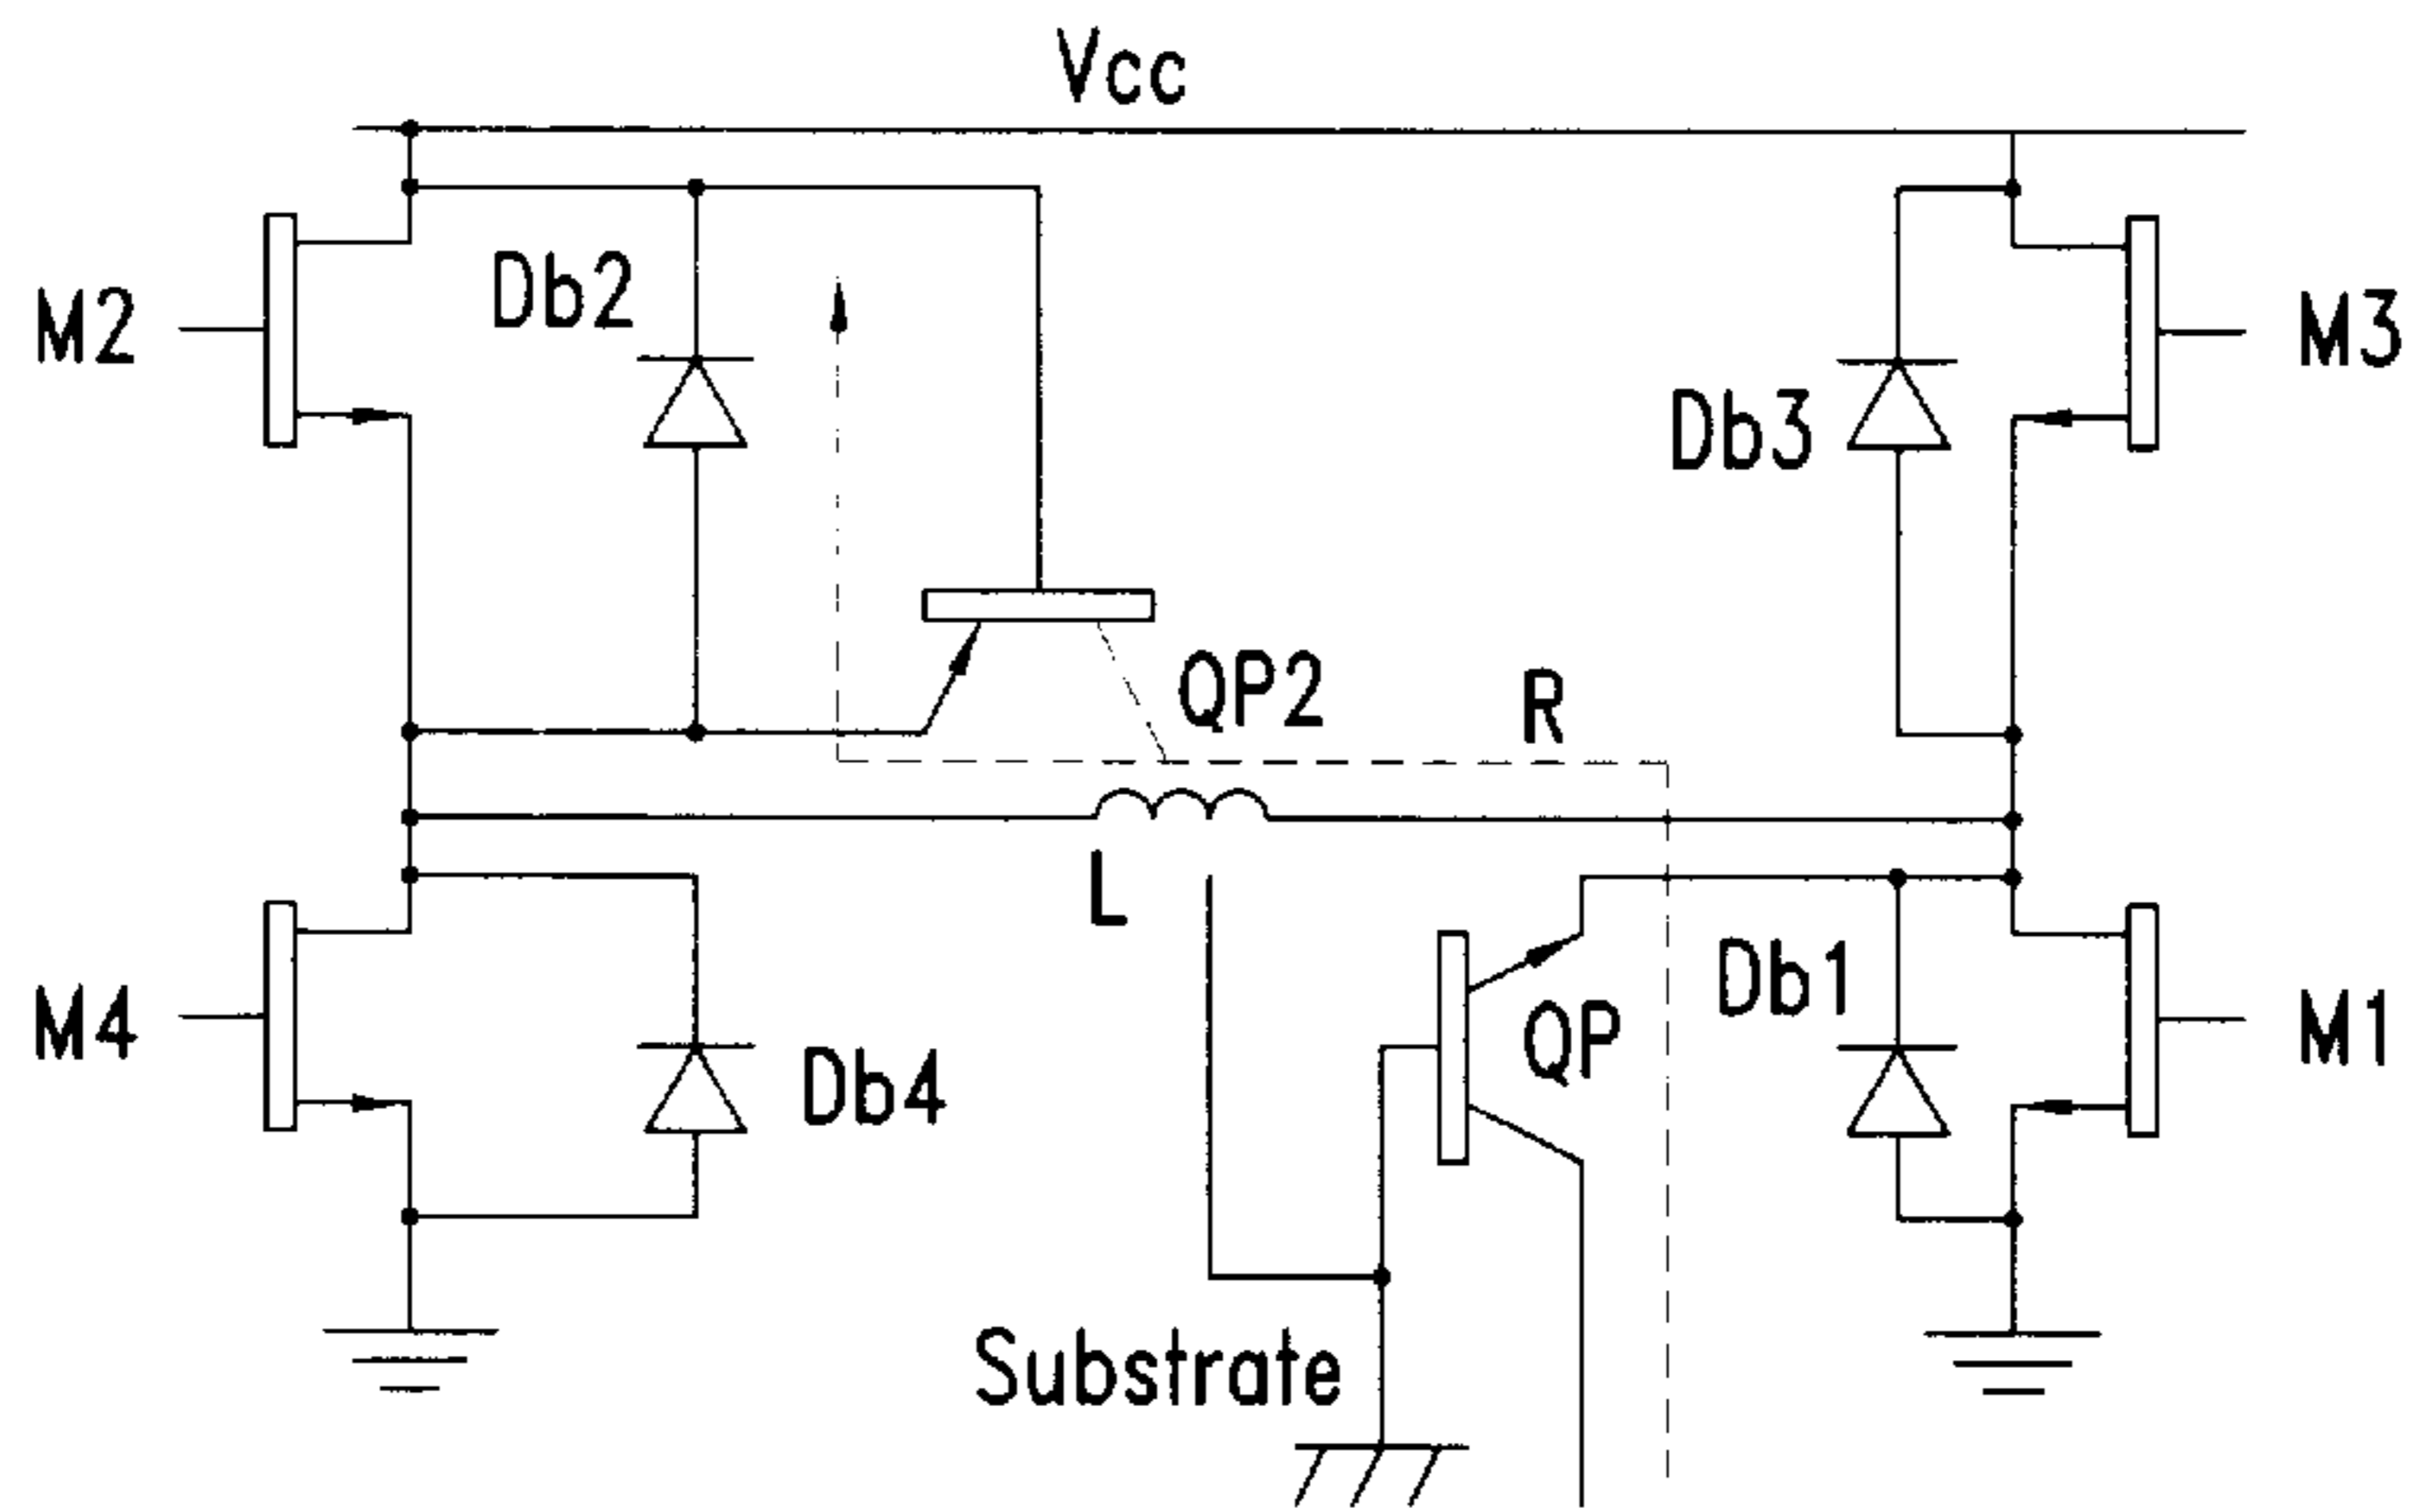 Vcc
Db2
M2
M3
Db3
QP2
R
L
Db1
M4
QP
M1
Db4
Substrate